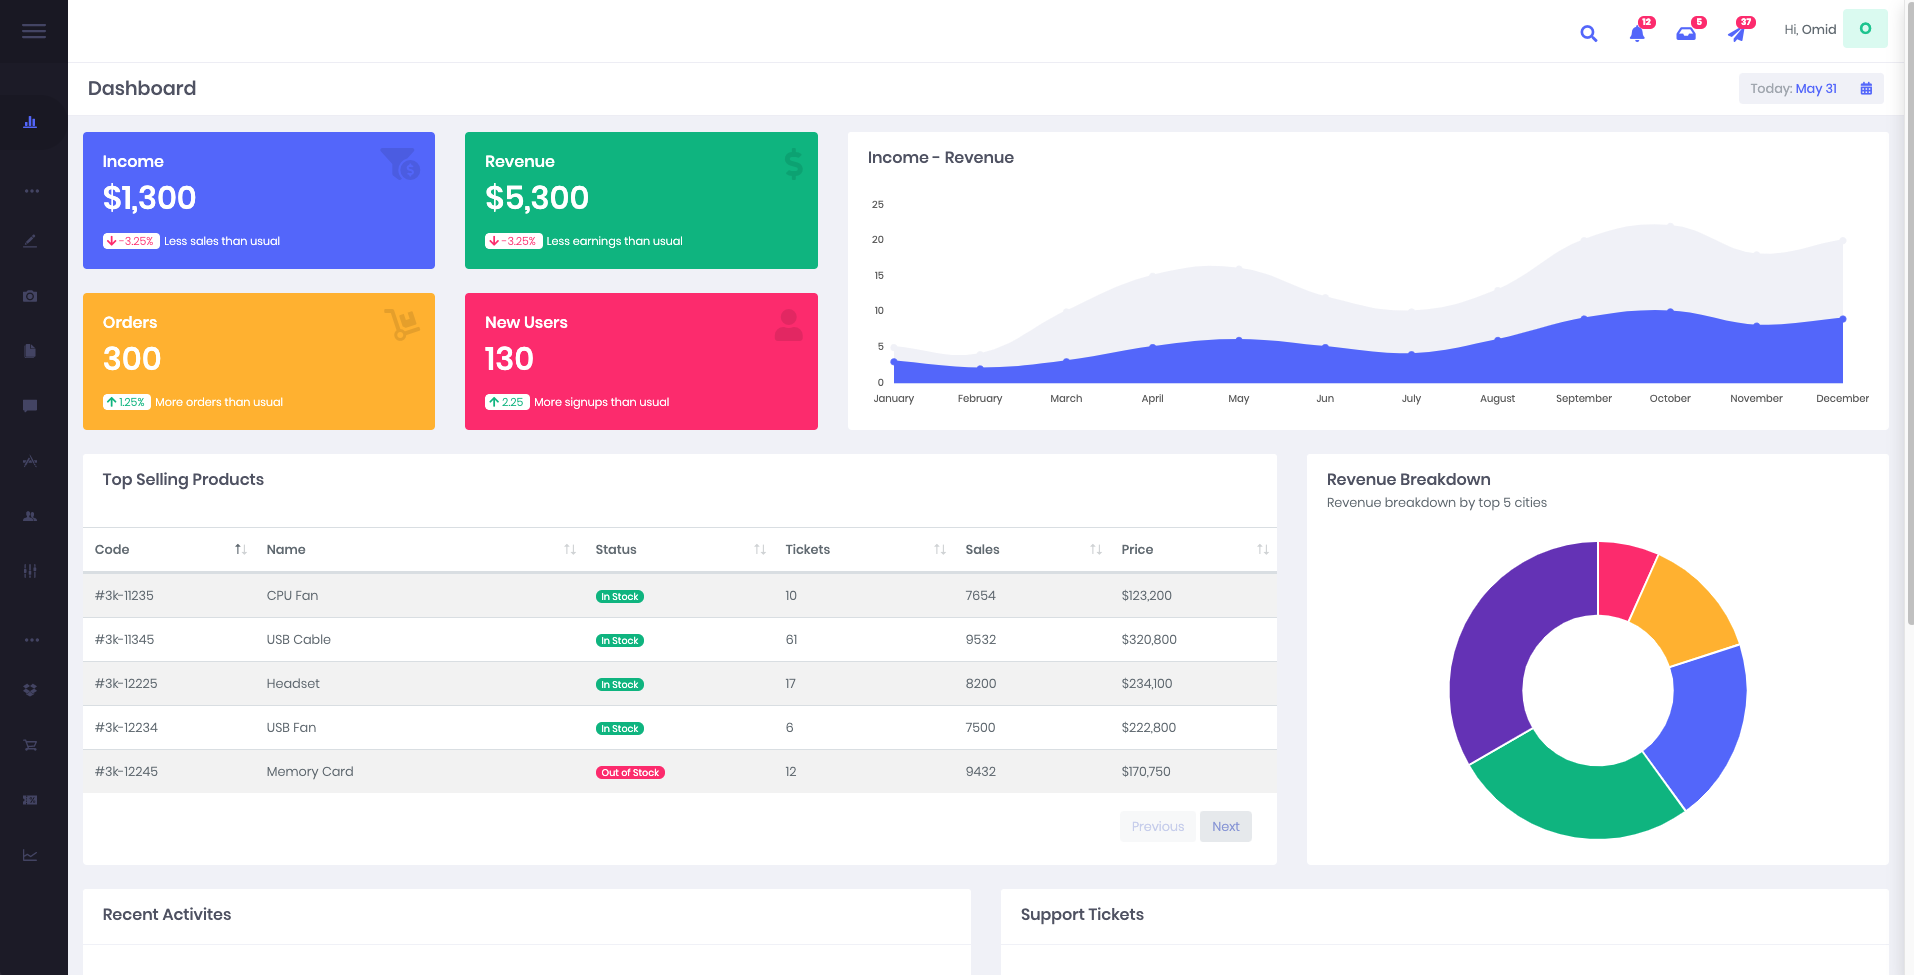 12
5
37
Hi, Omid
O
Dashboard
Today: May 31
Income
$1,300
-3.25% Less sales than usual
Revenue
$5,300
-3.25% Less earnings than usual
Orders
300
1.25% More orders than usual
New Users
130
2.25 More signups than usual
Income - Revenue
25
20
15
10
5
0
January February March April May Jun July August September October November December
Top Selling Products
Code Name Status Tickets Sales Price
#3k-11235 CPU Fan In Stock 10 7654 $123,200
#3k-11345 USB Cable In Stock 61 9532 $320,800
#3k-12225 Headset In Stock 17 8200 $234,100
#3k-12234 USB Fan In Stock 6 7500 $222,800
#3k-12245 Memory Card Out of Stock 12 9432 $170,750
Previous Next
Revenue Breakdown
Revenue breakdown by top 5 cities
Recent Activites
Support Tickets